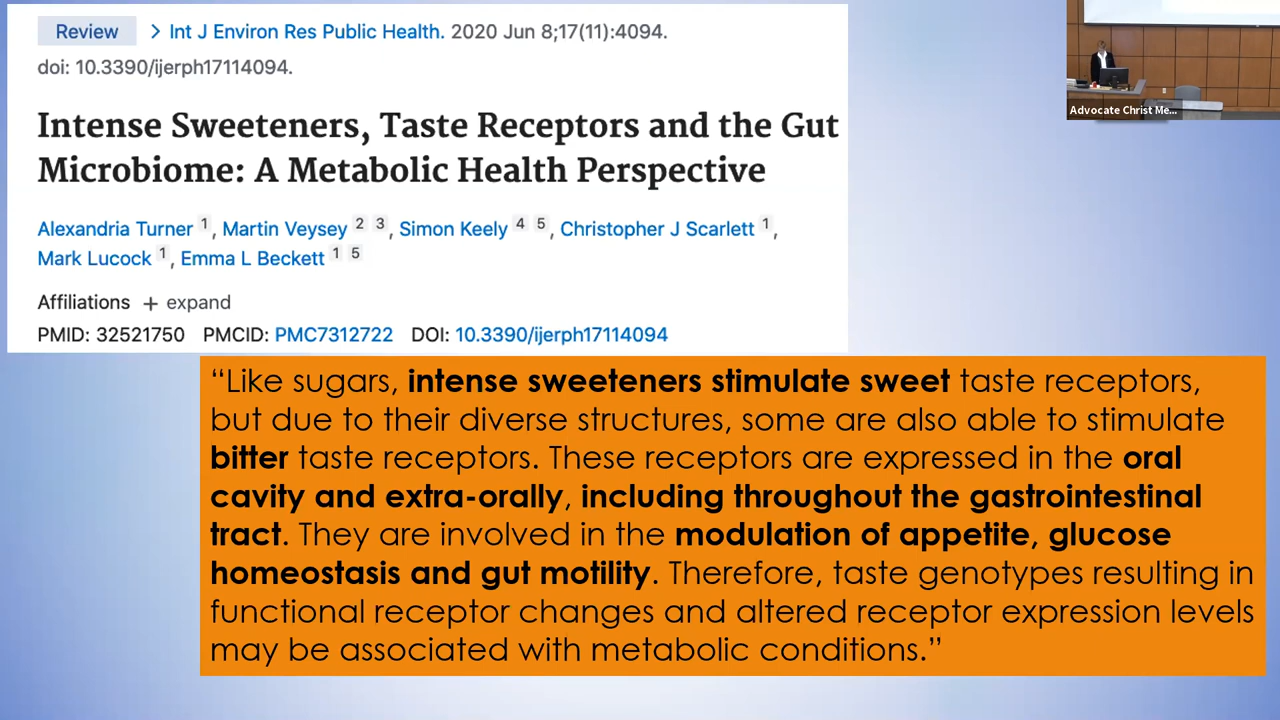 Review > Int J Environ Res Public Health. 2020 Jun 8;17(11):4094.
doi: 10.3390/ijerph17114094.
Intense Sweeteners, Taste Receptors and the Gut
Microbiome: A Metabolic Health Perspective
Alexandria Turner 1, Martin Veysey 2 3, Simon Keely 4 5, Christopher J Scarlett 1,
Mark Lucock 1, Emma L Beckett 1 5
Affiliations + expand
PMID: 32521750 PMCID: PMC7312722 DOI: 10.3390/ijerph17114094
Advocate Christ Me...
“Like sugars, intense sweeteners stimulate sweet taste receptors,
but due to their diverse structures, some are also able to stimulate
bitter taste receptors. These receptors are expressed in the oral
cavity and extra-orally, including throughout the gastrointestinal
tract. They are involved in the modulation of appetite, glucose
homeostasis and gut motility. Therefore, taste genotypes resulting in
functional receptor changes and altered receptor expression levels
may be associated with metabolic conditions.”